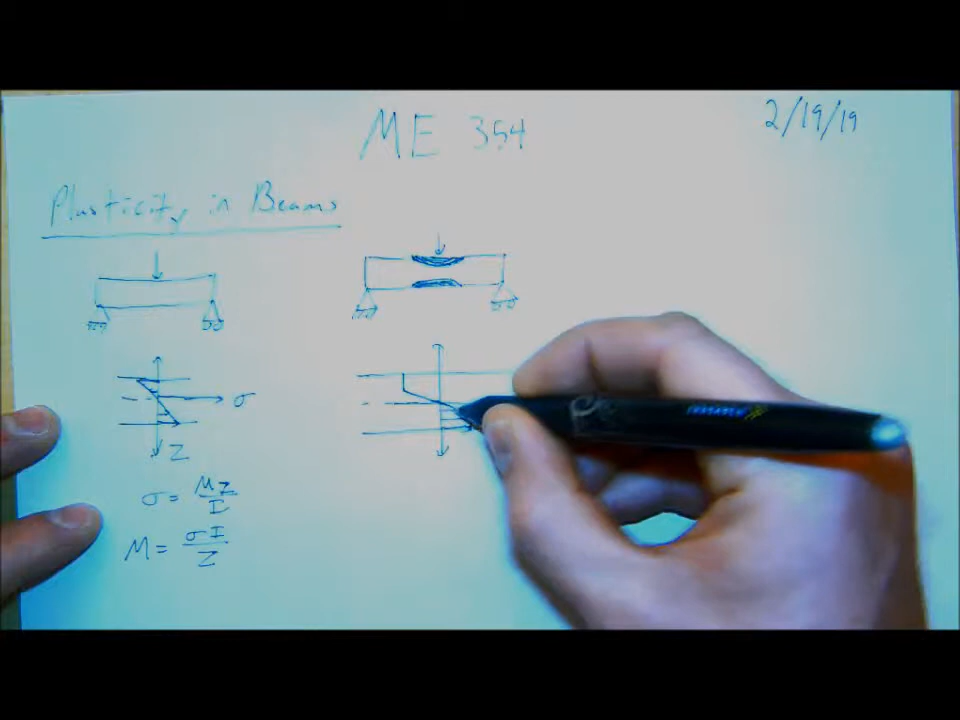 ME 354
2/19/19
Plasticity in Beams
σ
Z
σ = Mz/I
M = σI/z